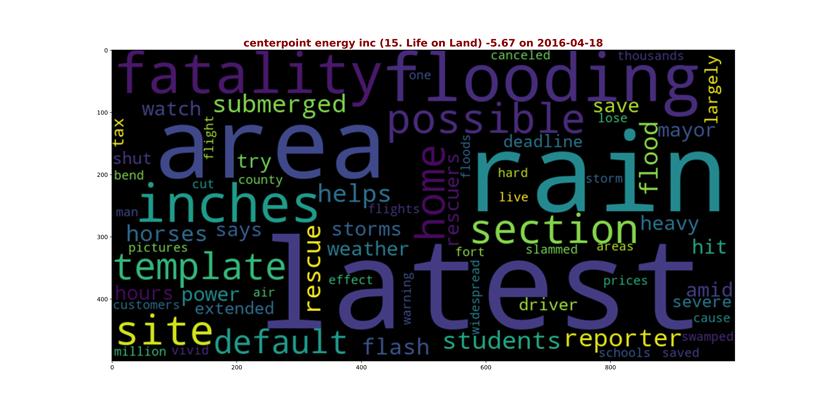 centerpoint energy inc (15. Life on Land) -5.67 on 2016-04-18
0
100
200
300
400
0
200
400
600
800
fatality
flooding
canceled
thousands
one
largely
watch
submerged
save
possible
lose
mayor
tax
flight
area
home
rescuers
floods
deadline
rain
flood
shut
try
hard
bend
cut
county
storm
live
inches
helps
man
flights
horses
says
storms
section
heavy
pictures
rescue
weather
fort
slammed
areas
hit
template
latest
effect
warning
widespread
prices
amid
hours
power
air
driver
severe
customers
extended
cause
site
default
flash
students
reporter
swamped
million
vivid
schools
saved